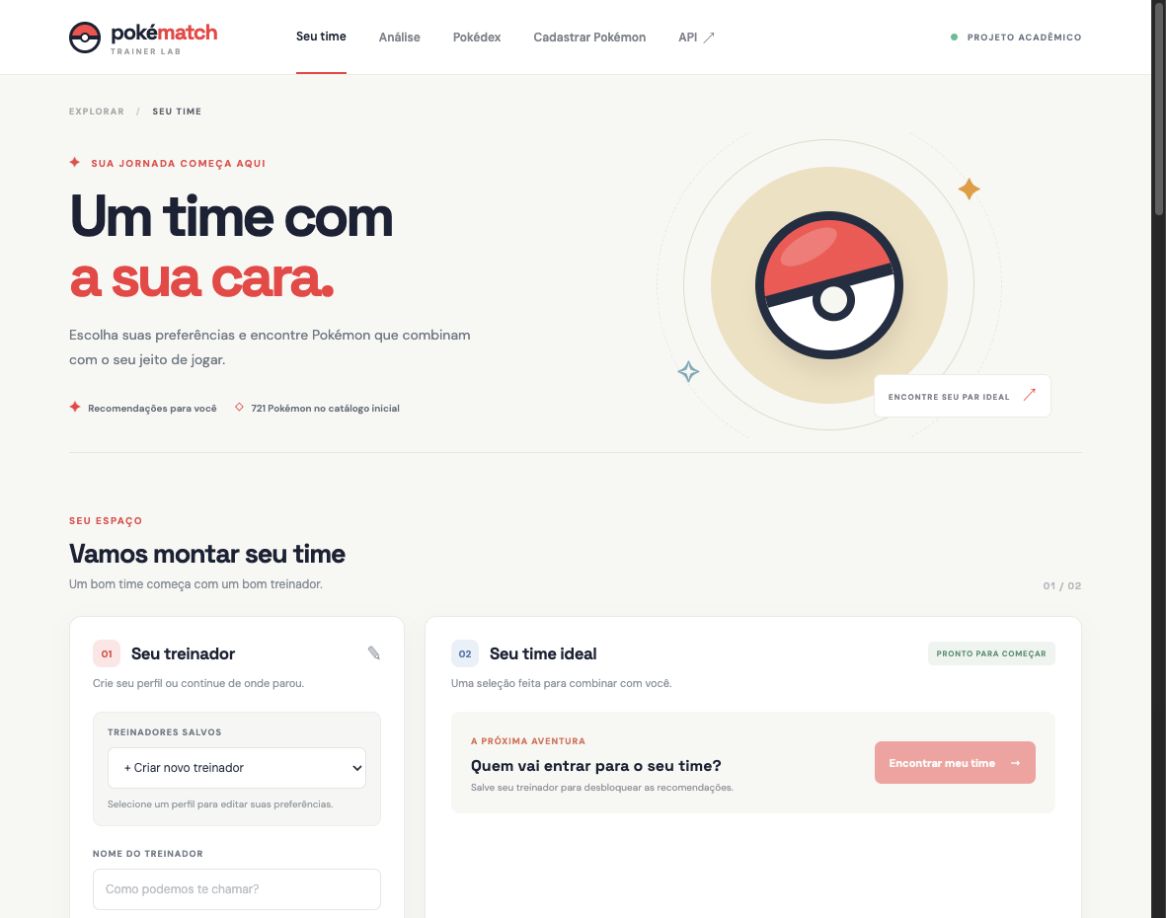 pokématch
TRAINER LAB
Seu time
Análise
Pokédex
Cadastrar Pokémon
API ↗
PROJETO ACADÊMICO
EXPLORAR / SEU TIME
SUA JORNADA COMEÇA AQUI
Um time com
a sua cara.
Escolha suas preferências e encontre Pokémon que combinam
com o seu jeito de jogar.
Recomendações para você
721 Pokémon no catálogo inicial
ENCONTRE SEU PAR IDEAL ↗
SEU ESPAÇO
Vamos montar seu time
Um bom time começa com um bom treinador.
01 / 02
01 Seu treinador
Crie seu perfil ou continue de onde parou.
TREINADORES SALVOS
+ Criar novo treinador
Selecione um perfil para editar suas preferências.
NOME DO TREINADOR
Como podemos te chamar?
02 Seu time ideal
PRONTO PARA COMEÇAR
Uma seleção feita para combinar com você.
A PRÓXIMA AVENTURA
Quem vai entrar para o seu time?
Salve seu treinador para desbloquear as recomendações.
Encontrar meu time →